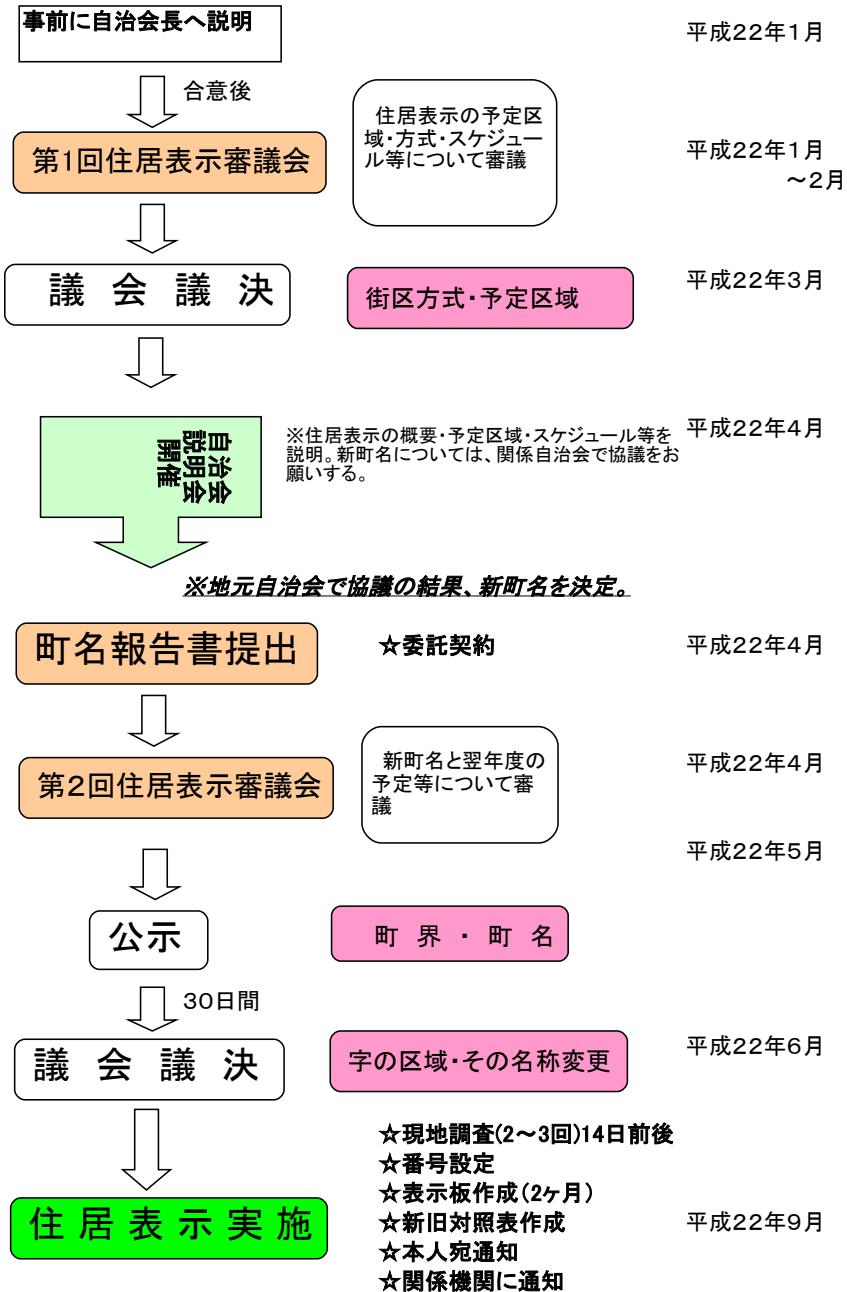 事前に自治会長へ説明
平成22年1月
合意後
住居表示の予定区
域・方式・スケジュー
ル等について審議
第1回住居表示審議会
平成22年1月
～2月
議会議決
街区方式・予定区域
平成22年3月
自治会
説明会
開催
※住居表示の概要・予定区域・スケジュール等を
説明。新町名については、関係自治会で協議をお
願いする。
平成22年4月
※地元自治会で協議の結果、新町名を決定。
町名報告書提出
☆委託契約
平成22年4月
第2回住居表示審議会
新町名と翌年度の
予定等について審
議
平成22年4月
平成22年5月
公示
町界・町名
30日間
議会議決
字の区域・その名称変更
平成22年6月
☆現地調査(2～3回)14日前後
☆番号設定
☆表示板作成(2ヶ月)
☆新旧対照表作成
☆本人宛通知
☆関係機関に通知
住居表示実施
平成22年9月